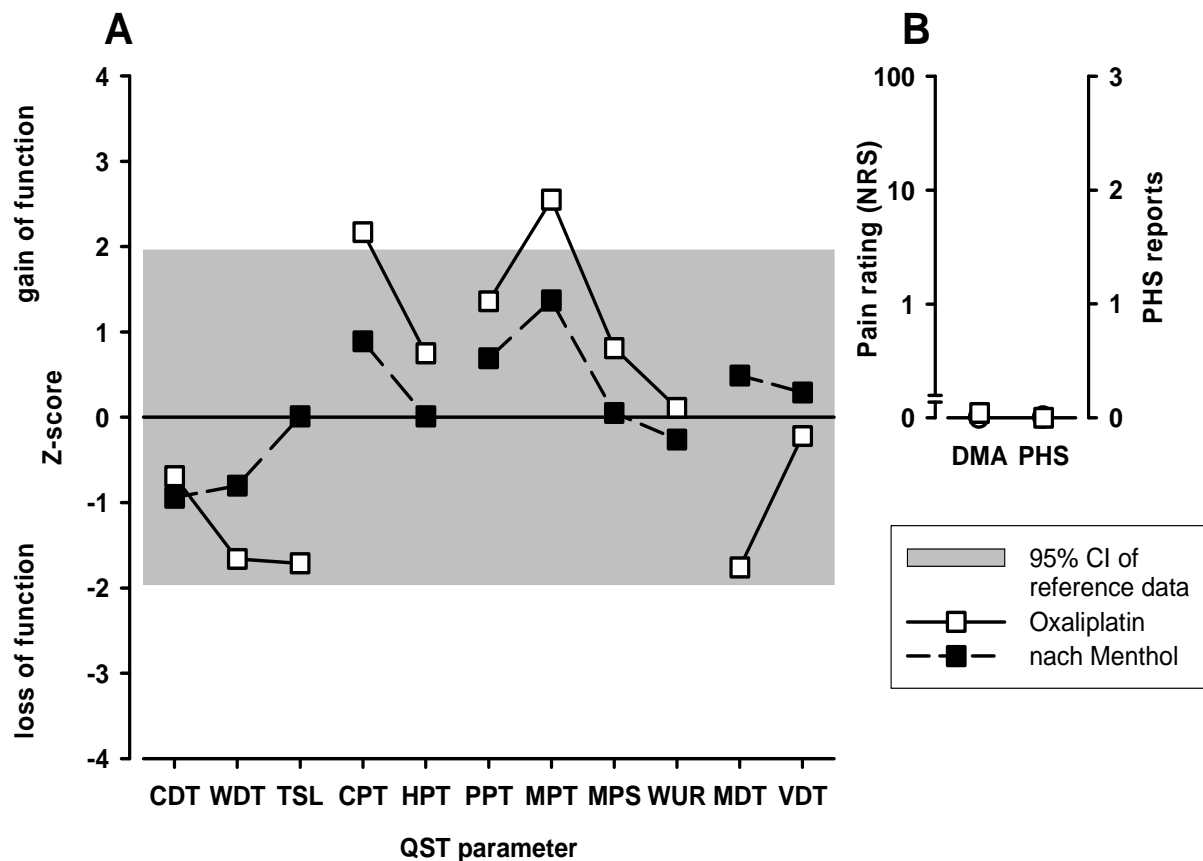 A
gain of function
Z-score
loss of function
4
3
2
1
0
-1
-2
-3
-4
CDT WDT TSL CPT HPT PPT MPT MPS WUR MDT VDT
QST parameter
B
Pain rating (NRS)
100
10
1
0
PHS reports
3
2
1
0
DMA PHS
95% CI of
reference data
Oxaliplatin
nach Menthol